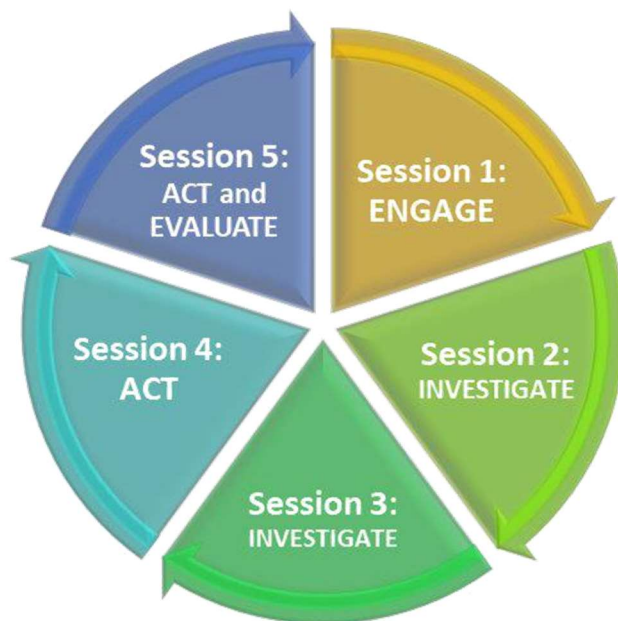 Session 1:
ENGAGE
Session 2:
INVESTIGATE
Session 3:
INVESTIGATE
Session 4:
ACT
Session 5:
ACT and
EVALUATE